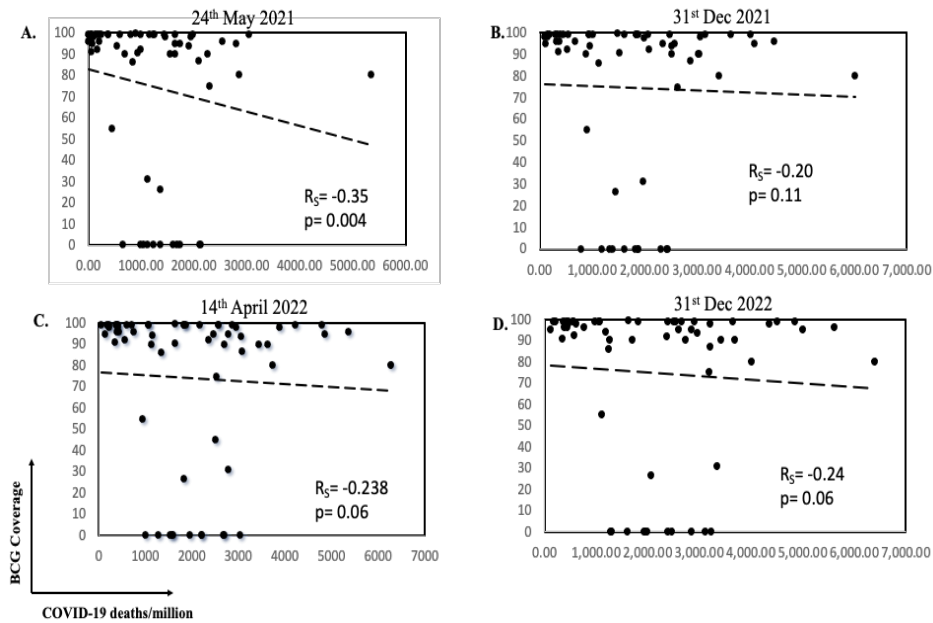 A.
24th May 2021
100
90
80
70
60
50
40
30
20
10
0
Rs= -0.35
p= 0.004
0.00 1000.00 2000.00 3000.00 4000.00 5000.00 6000.00
B.
31st Dec 2021
100
90
80
70
60
50
40
30
20
10
0
Rs= -0.20
p= 0.11
0.00 1,000.00 2,000.00 3,000.00 4,000.00 5,000.00 6,000.00 7,000.00
C.
14th April 2022
100
90
80
70
60
50
40
30
20
10
0
Rs= -0.238
p= 0.06
0 1000 2000 3000 4000 5000 6000 7000
D.
31st Dec 2022
100
90
80
70
60
50
40
30
20
10
0
Rs= -0.24
p= 0.06
0.00 1,000.00 2,000.00 3,000.00 4,000.00 5,000.00 6,000.00 7,000.00
BCG Coverage
COVID-19 deaths/million